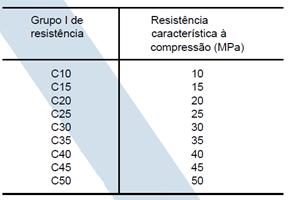 Grupo I de Resistência
resistência característica à
compressão (MPa)
C10 10
C15 15
C20 20
C25 25
C30 30
C35 35
C40 40
C45 45
C50 50